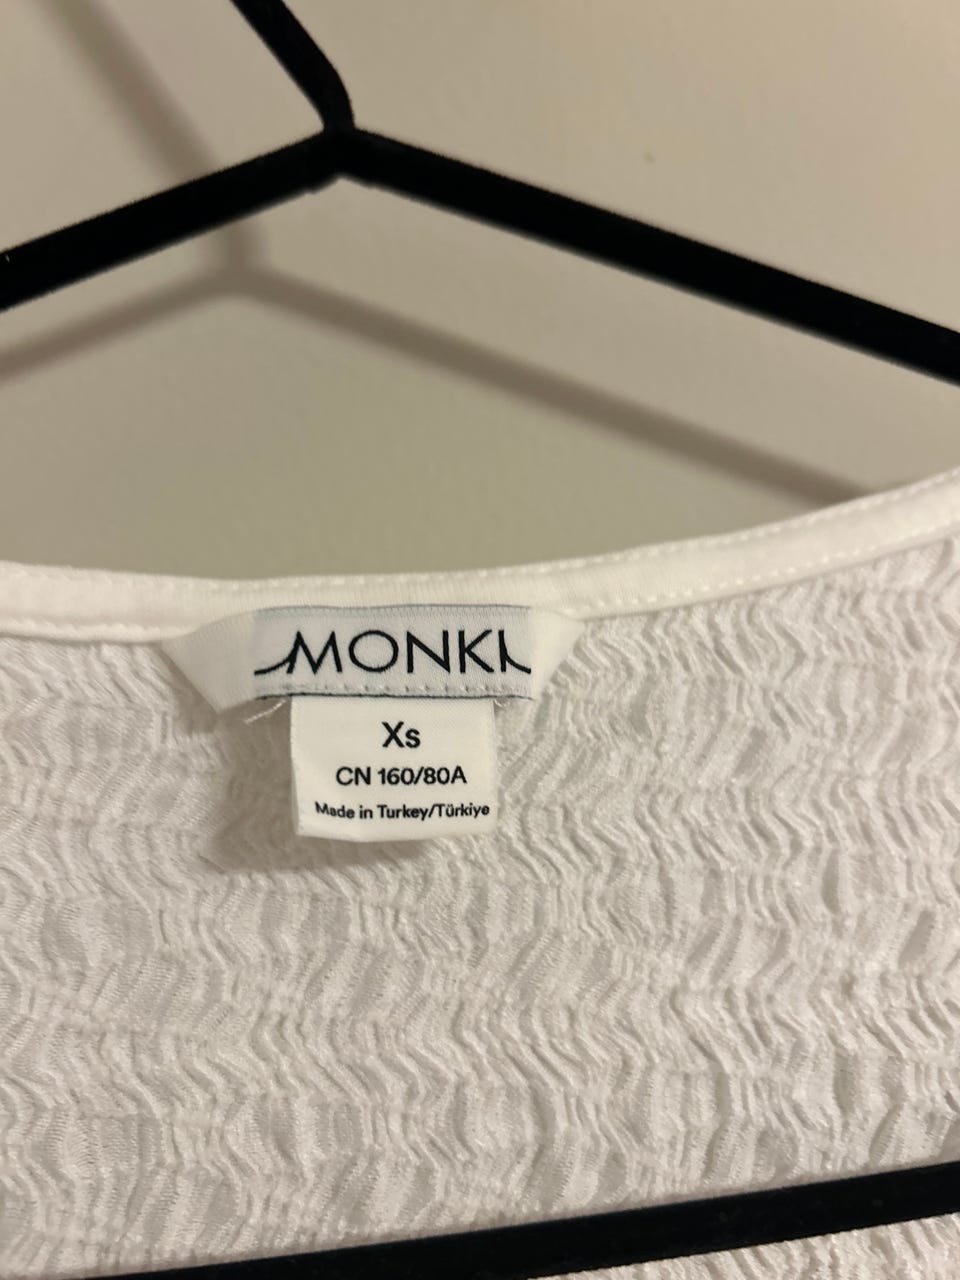 MONKI
Xs
CN 160/80A
Made in Turkey/Türkiye